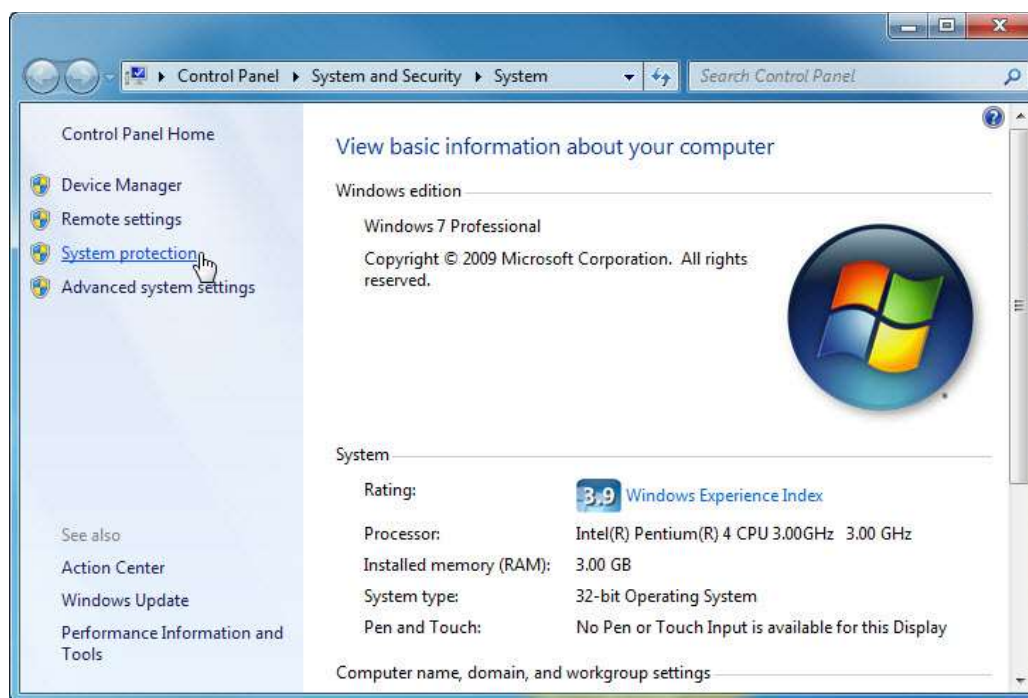 Control Panel ▸ System and Security ▸ System
Search Control Panel
Control Panel Home
Device Manager
Remote settings
System protection
Advanced system settings
See also
Action Center
Windows Update
Performance Information and
Tools
View basic information about your computer
Windows edition
Windows 7 Professional
Copyright © 2009 Microsoft Corporation. All rights
reserved.
System
Rating: 3.9 Windows Experience Index
Processor: Intel(R) Pentium(R) 4 CPU 3.00GHz 3.00 GHz
Installed memory (RAM): 3.00 GB
System type: 32-bit Operating System
Pen and Touch: No Pen or Touch Input is available for this Display
Computer name, domain, and workgroup settings